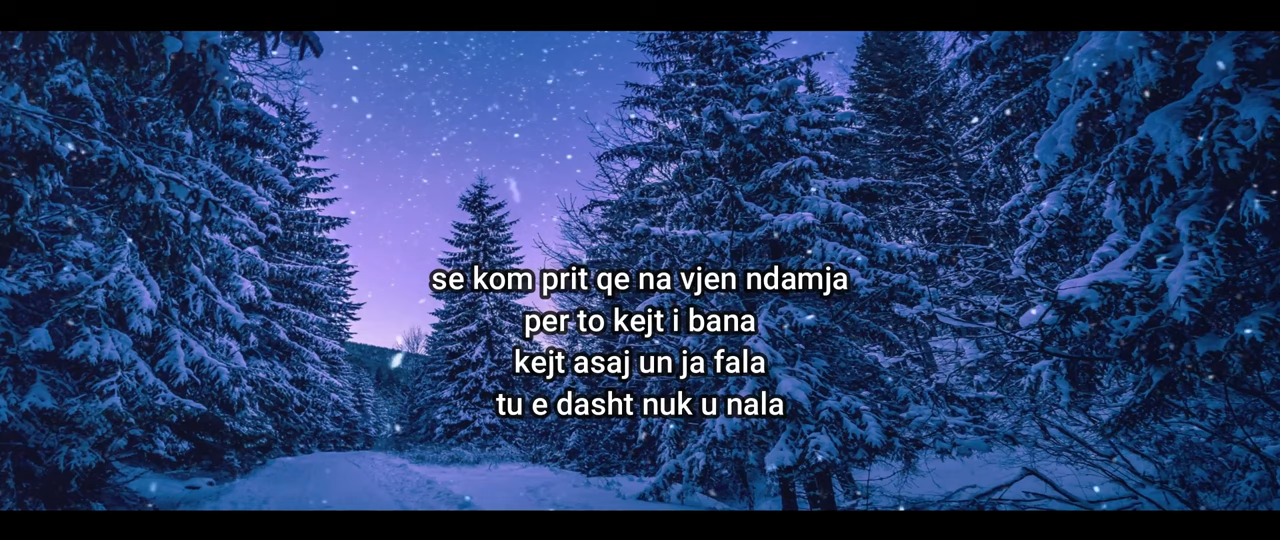 se kom prit qe na vjen ndamja
per to kejt i bana
kejt asaj un ja fala
tu e dasht nuk u nala